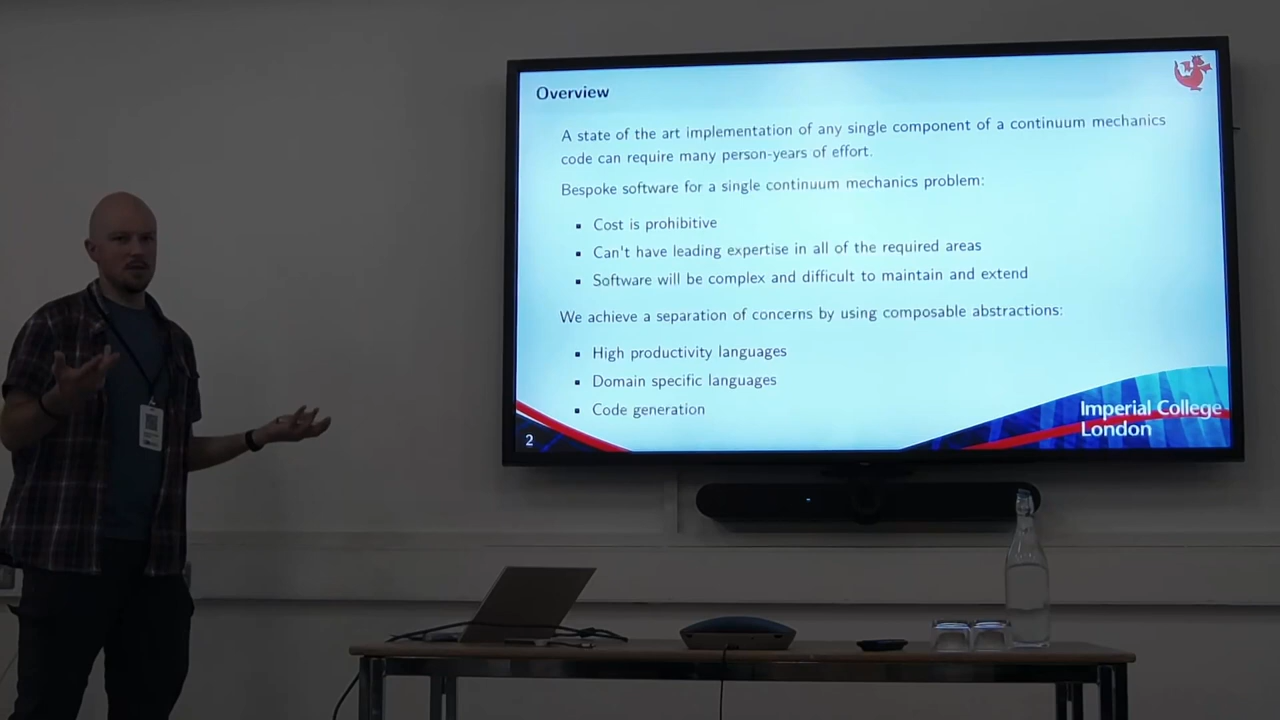 Overview
A state of the art implementation of any single component of a continuum mechanics
code can require many person-years of effort.
Bespoke software for a single continuum mechanics problem:
▪ Cost is prohibitive
▪ Can't have leading expertise in all of the required areas
▪ Software will be complex and difficult to maintain and extend
We achieve a separation of concerns by using composable abstractions:
▪ High productivity languages
▪ Domain specific languages
▪ Code generation
Imperial College
London
2